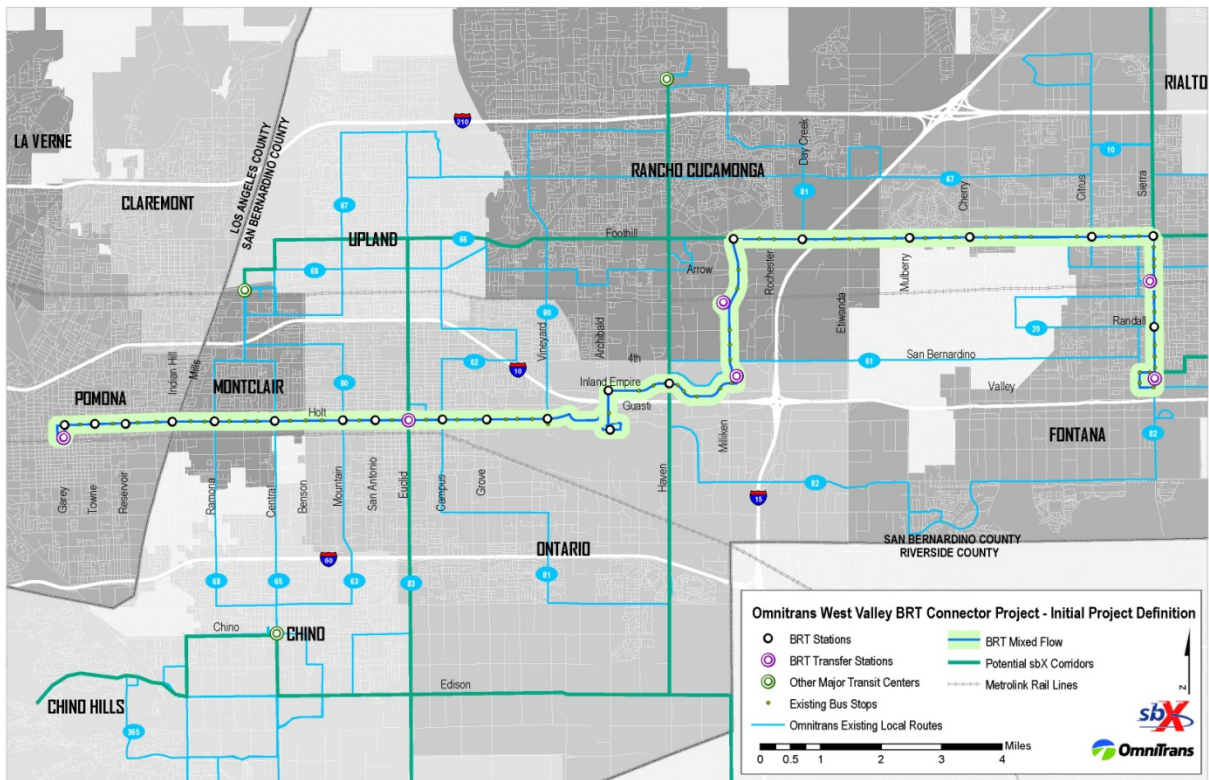 LA VERNE
CLAREMONT
LOS ANGELES COUNTY
SAN BERNARDINO COUNTY
210
RANCHO CUCAMONGA
RIALTO
Day Creek
81
67
Cherry
10
Citrus
Sierra
67
UPLAND
66
Foothill
68
Arrow
Rochester
Mulberry
Etiwanda
80
Vineyard
Archibald
20
Randall
4th
61
San Bernardino
63
10
Indian Hill
Mills
MONTCLAIR
80
Inland Empire
Guasti
Valley
POMONA
Holt
Milliken
FONTANA
82
Garey
Towne
Reservoir
Ramona
Central
Benson
Mountain
San Antonio
Euclid
Campus
Grove
Haven
82
15
SAN BERNARDINO COUNTY
RIVERSIDE COUNTY
ONTARIO
60
68
65
63
83
81
Chino
CHINO
Edison
CHINO HILLS
365
Omnitrans West Valley BRT Connector Project - Initial Project Definition
BRT Stations
BRT Transfer Stations
Other Major Transit Centers
Existing Bus Stops
Omnitrans Existing Local Routes
BRT Mixed Flow
Potential sbX Corridors
Metrolink Rail Lines
z
0 0.5 1 2 3 4
Miles
sbX
OmniTrans